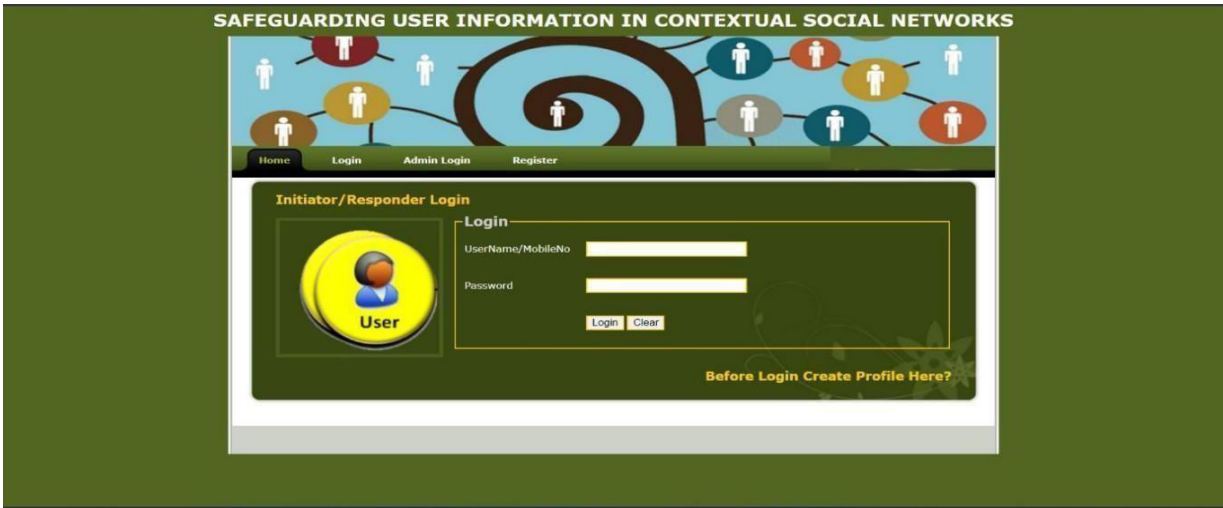 SAFEGUARDING USER INFORMATION IN CONTEXTUAL SOCIAL NETWORKS
Home Login Admin Login Register
Initiator/Responder Login
Login
UserName/MobileNo
Password
User
Login Clear
Before Login Create Profile Here?